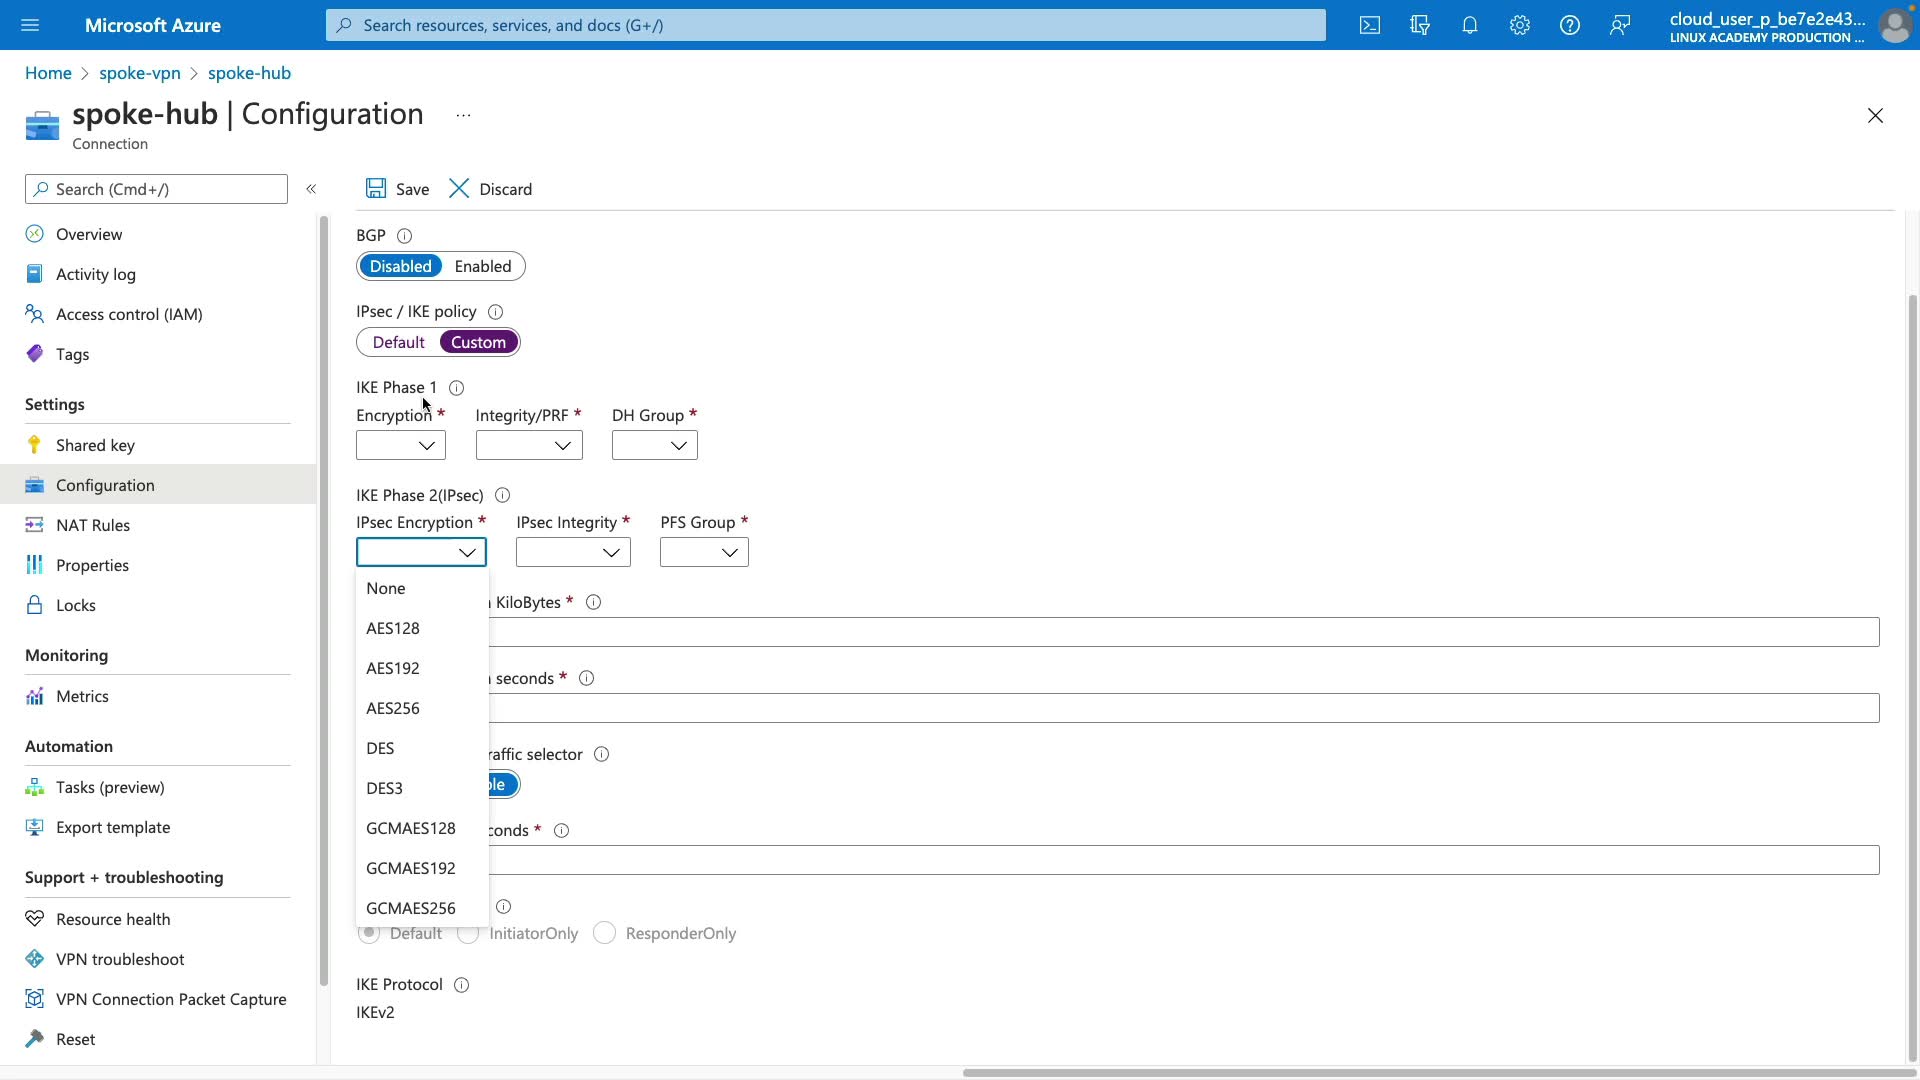 Microsoft Azure
Search resources, services, and docs (G+/)
cloud_user_p_be7e2e43...
LINUX ACADEMY PRODUCTION ...
Home > spoke-vpn > spoke-hub
spoke-hub | Configuration ...
Connection
Search (Cmd+/)
«
Save
Discard
Overview
Activity log
Access control (IAM)
Tags
Settings
Shared key
Configuration
NAT Rules
Properties
Locks
Monitoring
Metrics
Automation
Tasks (preview)
Export template
Support + troubleshooting
Resource health
VPN troubleshoot
VPN Connection Packet Capture
Reset
BGP
Disabled Enabled
IPsec / IKE policy
Default Custom
IKE Phase 1
Encryption * Integrity/PRF * DH Group *
IKE Phase 2(IPsec)
IPsec Encryption * IPsec Integrity * PFS Group *
None
AES128
AES192
AES256
DES
DES3
GCMAES128
GCMAES192
GCMAES256
KiloBytes *
seconds *
raffic selector
le
conds *
Default InitiatorOnly ResponderOnly
IKE Protocol
IKEv2